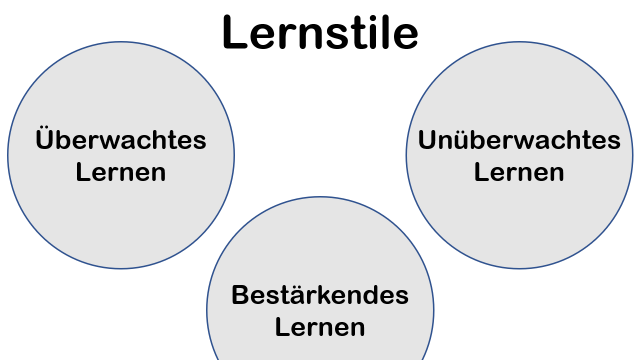 Lernstile
Überwachtes
Lernen
Unüberwachtes
Lernen
Bestärkendes
Lernen